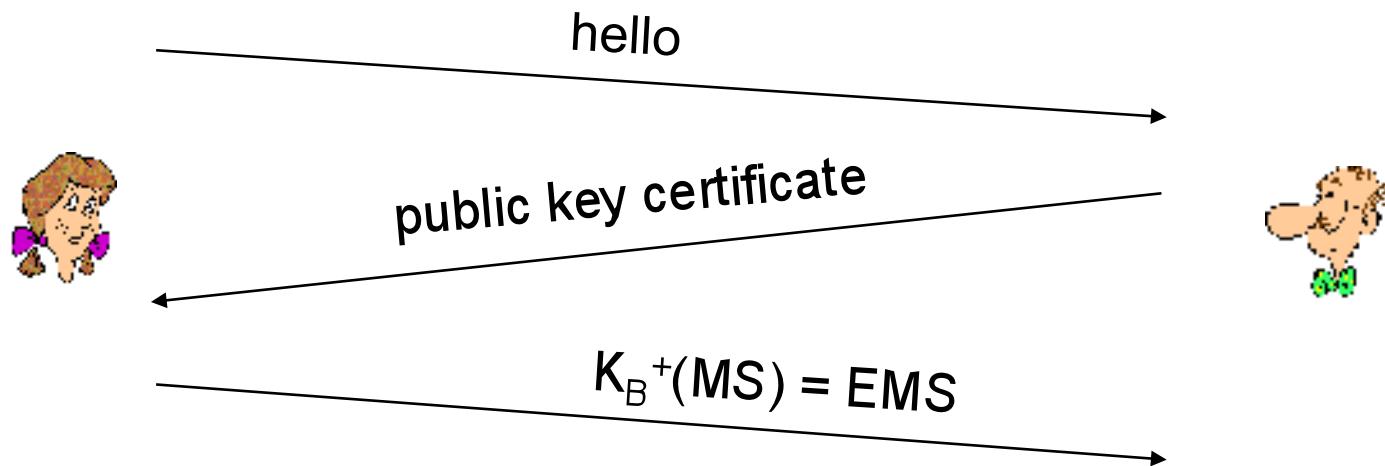 hello
public key certificate
K_B^+(MS) = EMS